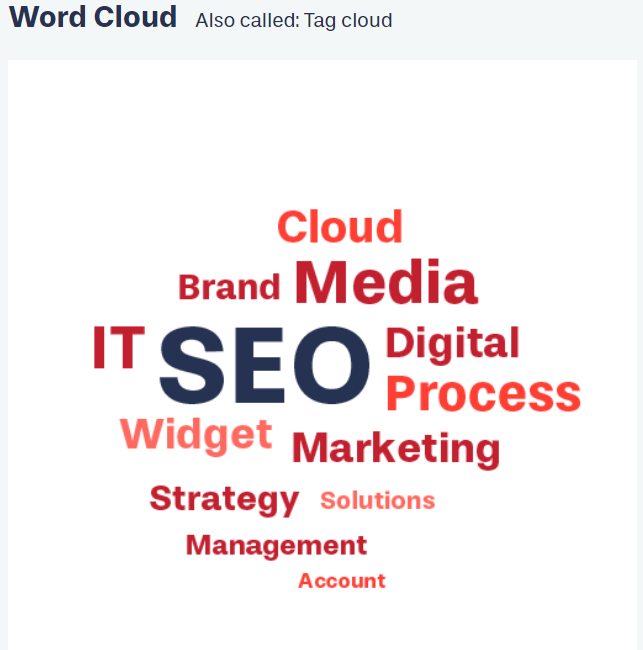 Word Cloud Also called: Tag cloud
Cloud
Brand Media
IT SEO Digital
Process
Widget Marketing
Strategy Solutions
Management
Account